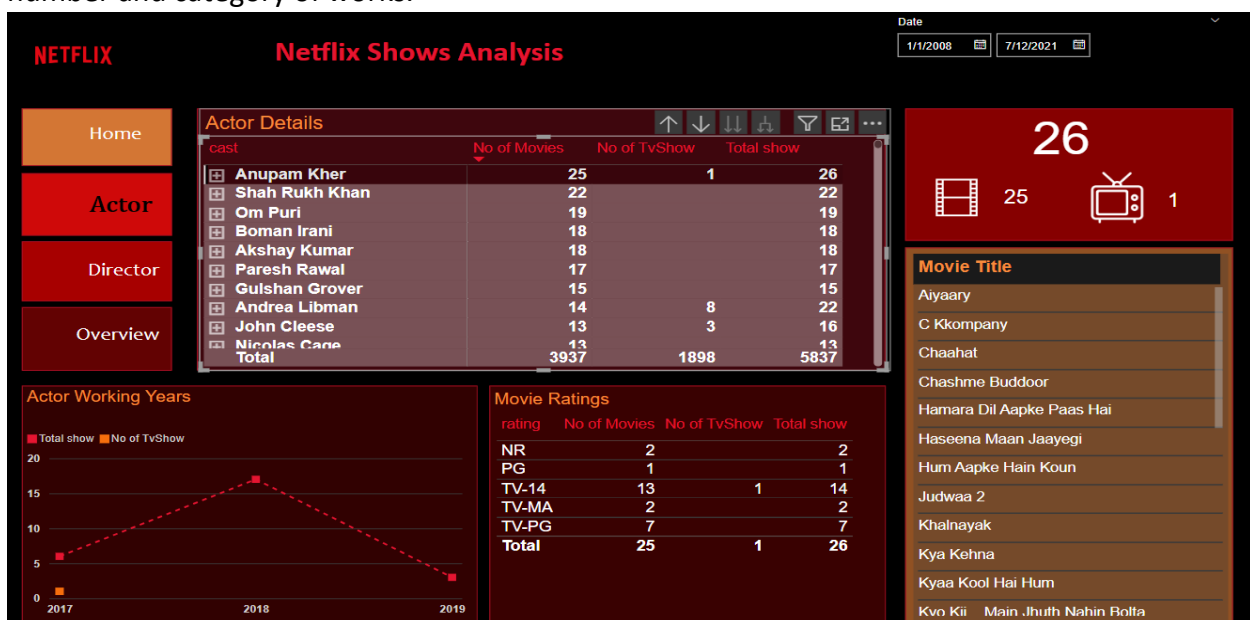 number and category of works.
Date
NETFLIX
Netflix Shows Analysis
1/1/2008 7/12/2021
Home
Actor
Director
Overview
Actor Details
cast No of Movies No of TvShow Total show
Anupam Kher 25 1 26
Shah Rukh Khan 22 22
Om Puri 19 19
Boman Irani 18 18
Akshay Kumar 18 18
Paresh Rawal 17 17
Gulshan Grover 15 15
Andrea Libman 14 8 22
John Cleese 13 3 16
Nicolas Cage 13 13
Total 3937 1898 5837
26
25 1
Movie Title
Aiyaary
C Kkompany
Chaahat
Chashme Buddoor
Hamara Dil Aapke Paas Hai
Haseena Maan Jaayegi
Hum Aapke Hain Koun
Judwaa 2
Khalnayak
Kya Kehna
Kyaa Kool Hai Hum
Kyo Kii... Main Jhuth Nahin Bolta
Actor Working Years
Total show No of TvShow
20
15
10
5
0
2017 2018 2019
Movie Ratings
rating No of Movies No of TvShow Total show
NR 2 2
PG 1 1
TV-14 13 1 14
TV-MA 2 2
TV-PG 7 7
Total 25 1 26